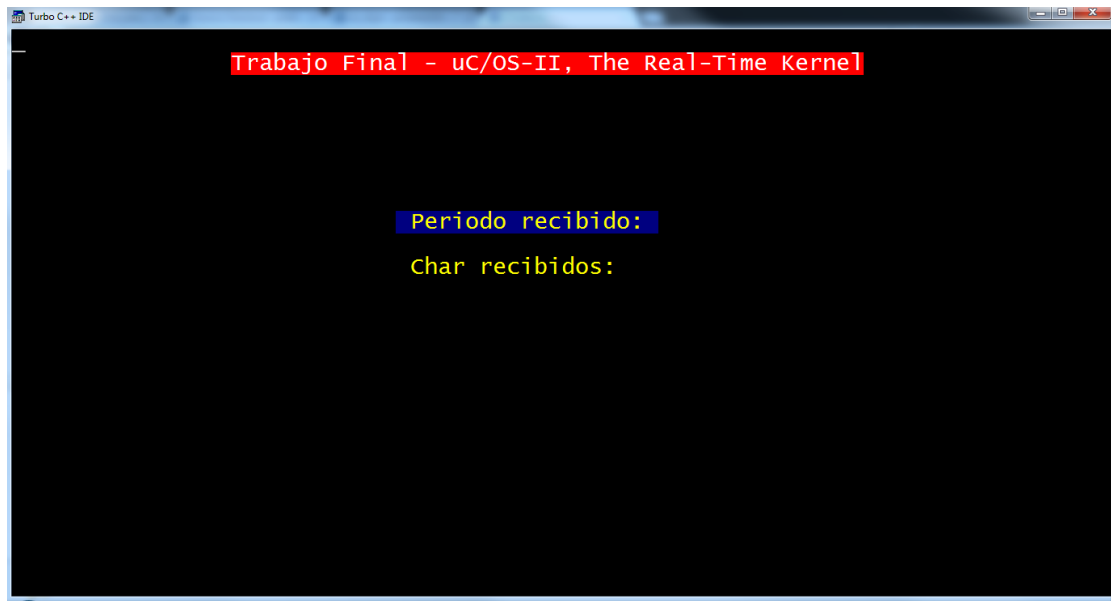 Turbo C++ IDE
Trabajo Final - uC/OS-II, The Real-Time Kernel
Periodo recibido:
Char recibidos: